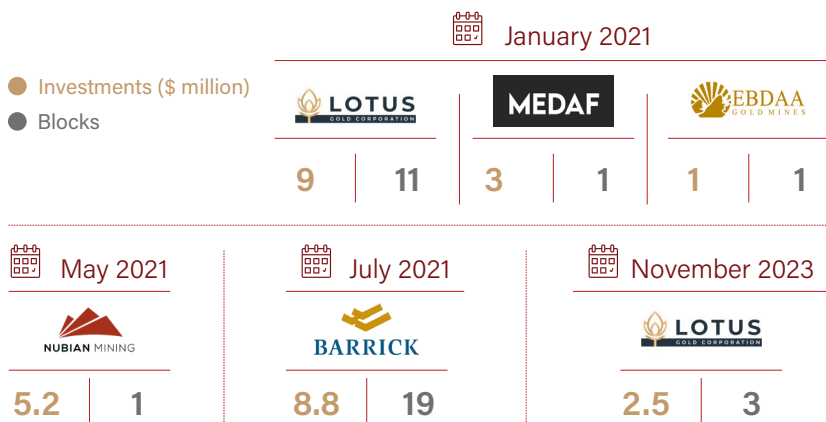 January 2021
Investments ($ million)
Blocks
LOTUS
GOLD CORPORATION
MEDAF
EBDAA
GOLD MINES
9 11 3 1 1 1
May 2021 July 2021 November 2023
NUBIAN MINING
BARRICK
LOTUS
GOLD CORPORATION
5.2 1 8.8 19 2.5 3